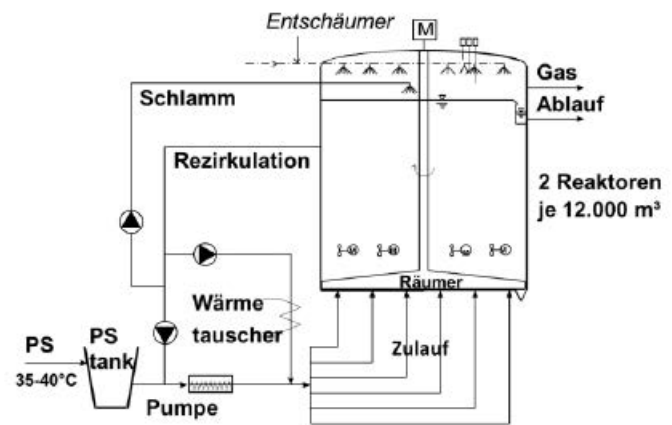 Entschäumer
M
Gas
Schlamm
Ablauf
Rezirkulation
2 Reaktoren
je 12.000 m³
Räumer
Wärme
tauscher
Zulauf
PS
PS
tank
35-40°C
Pumpe